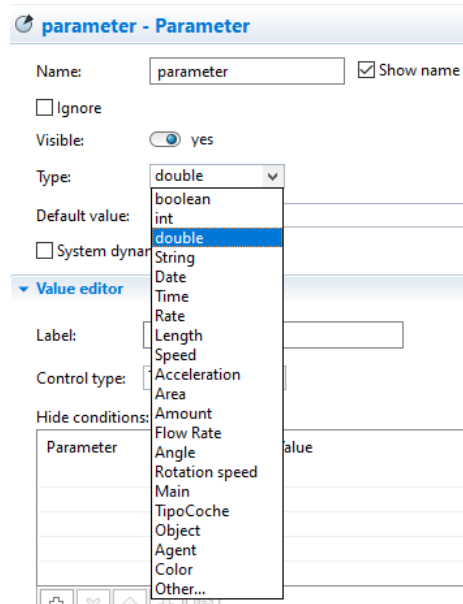 parameter - Parameter
Name: parameter Show name
Ignore
Visible: yes
Type: double
boolean
Default value: int
double
System dynar String
Date
Time
Value editor
Rate
Label: Length
Speed
Control type: Acceleration
Area
Hide conditions: Amount
Flow Rate
Parameter Angle
Rotation speed
Main
TipoCoche
Object
Agent
Color
Other...